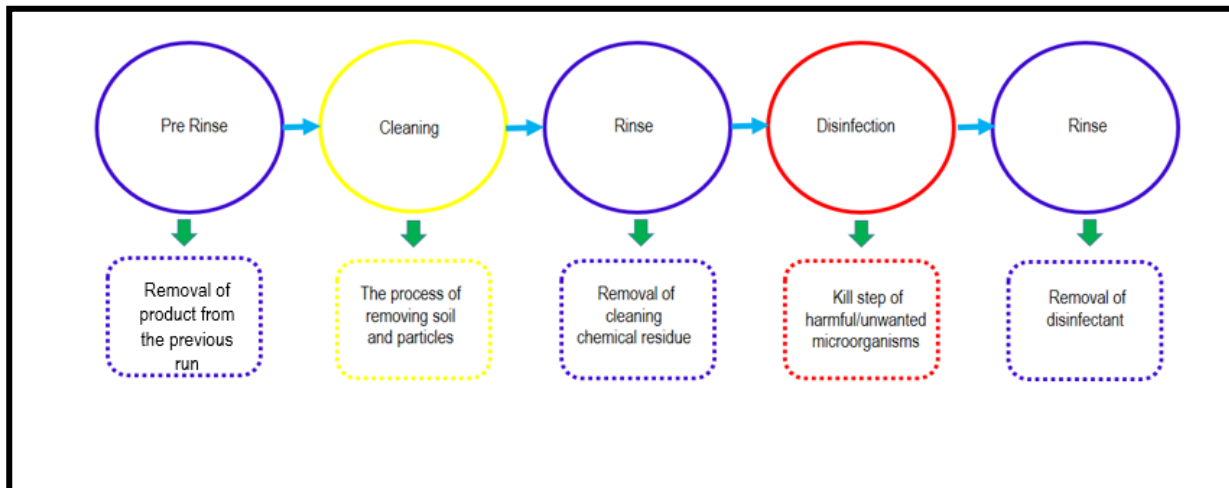 Pre Rinse
Cleaning
Rinse
Disinfection
Rinse
Removal of
product from
the previous
run
The process of
removing soil
and particles
Removal of
cleaning
chemical residue
Kill step of
harmful/unwanted
microorganisms
Removal of
disinfectant